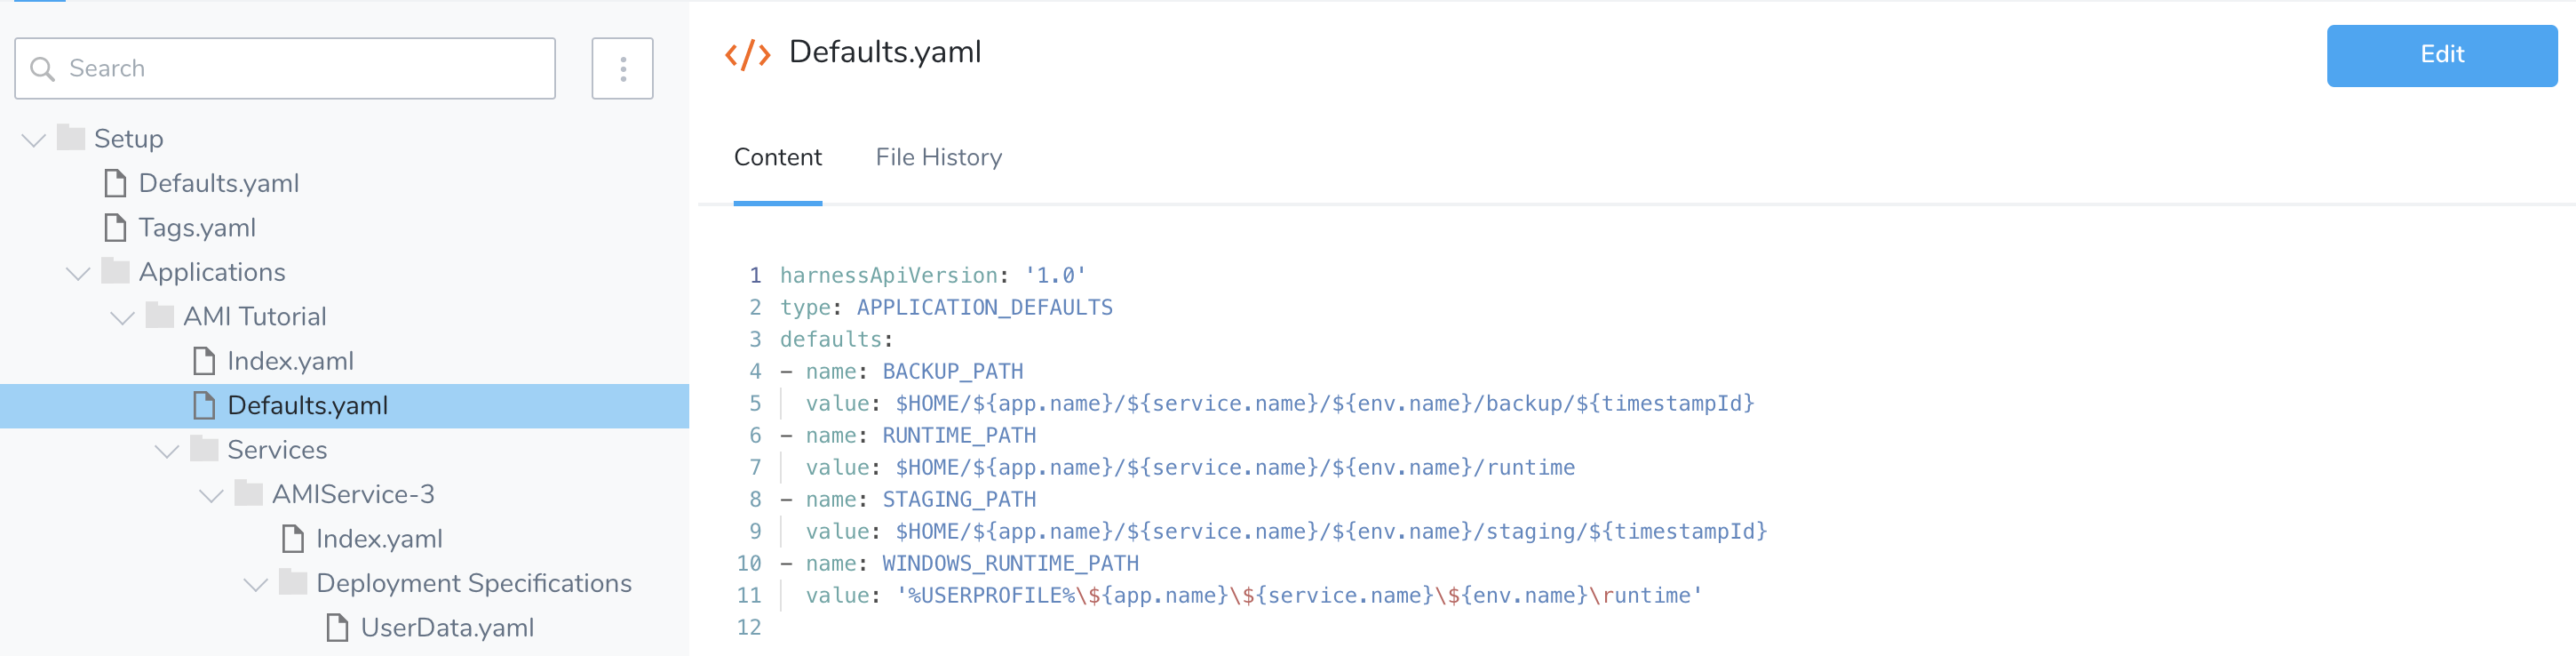 Search
Setup
Defaults.yaml
Tags.yaml
Applications
AMI Tutorial
Index.yaml
Defaults.yaml
Services
AMIService-3
Index.yaml
Deployment Specifications
UserData.yaml
Defaults.yaml
Edit
Content File History
1 harnessApiVersion: '1.0'
2 type: APPLICATION_DEFAULTS
3 defaults:
4 - name: BACKUP_PATH
5 value: $HOME/${app.name}/${service.name}/${env.name}/backup/${timestampId}
6 - name: RUNTIME_PATH
7 value: $HOME/${app.name}/${service.name}/${env.name}/runtime
8 - name: STAGING_PATH
9 value: $HOME/${app.name}/${service.name}/${env.name}/staging/${timestampId}
10 - name: WINDOWS_RUNTIME_PATH
11 value: '%USERPROFILE%\${app.name}\${service.name}\${env.name}\runtime'
12